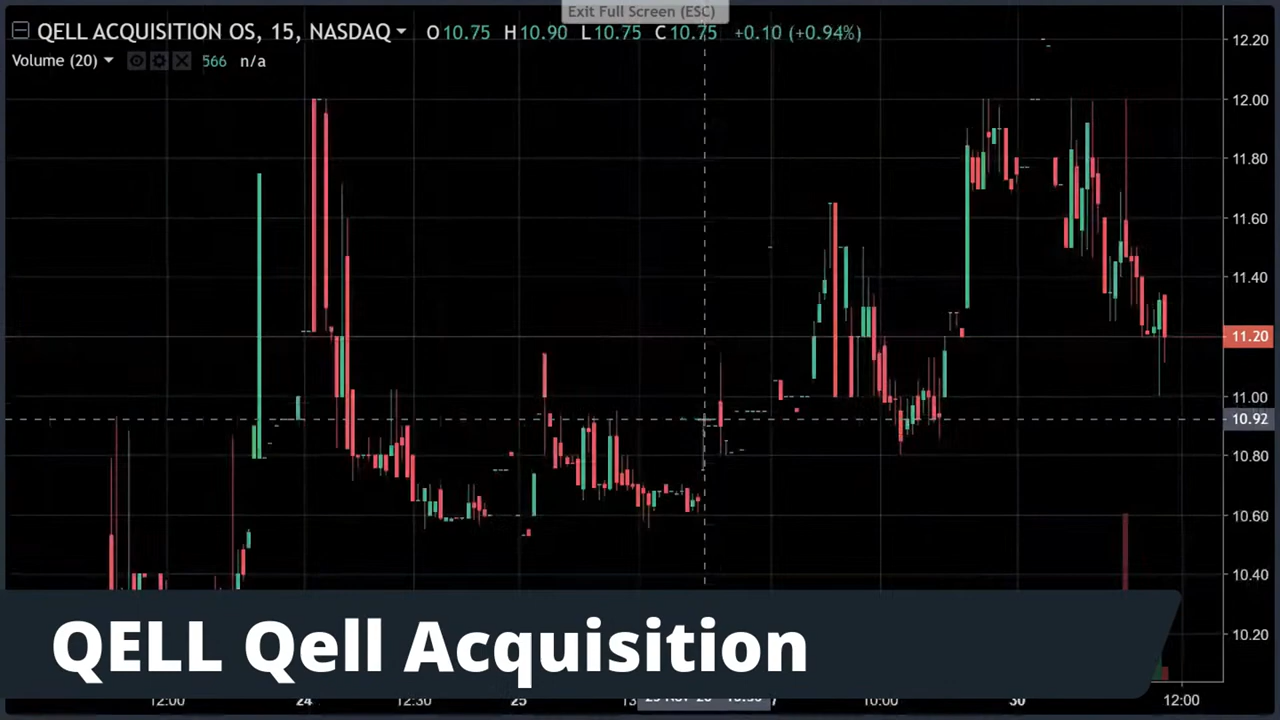 Exit Full Screen (ESC)
QELL ACQUISITION OS, 15, NASDAQ O10.75 H10.90 L10.75 C10.75 +0.10 (+0.94%)
Volume (20) 566 n/a
12.20
12.00
11.80
11.60
11.40
11.20
11.00
10.92
10.80
10.60
10.40
10.20
QELL Qell Acquisition
12:00 24 12:30 25 10:00 30 12:00